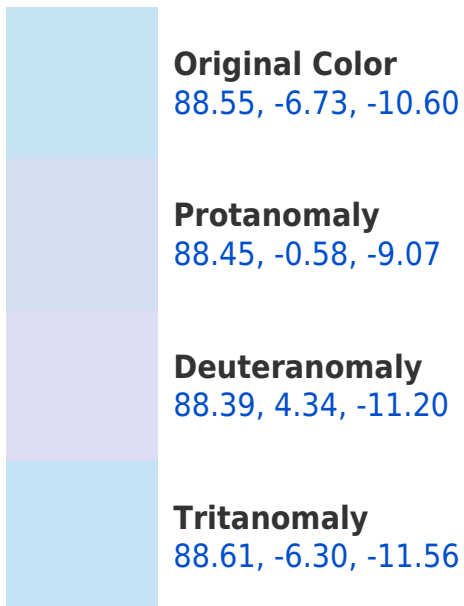 Original Color
88.55, -6.73, -10.60
Protanomaly
88.45, -0.58, -9.07
Deuteranomaly
88.39, 4.34, -11.20
Tritanomaly
88.61, -6.30, -11.56